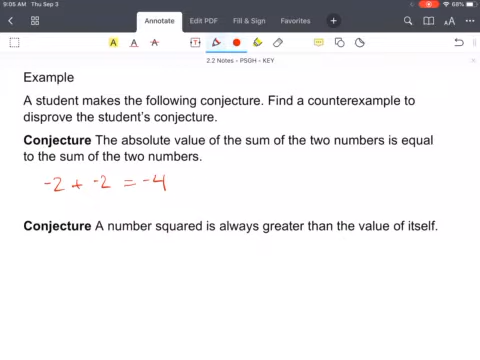 9:05 AM Thu Sep 3
68%
Annotate Edit PDF Fill & Sign Favorites
2.2 Notes - PSGH - KEY
Example
A student makes the following conjecture. Find a counterexample to
disprove the student's conjecture.
Conjecture The absolute value of the sum of the two numbers is equal
to the sum of the two numbers.
-2 + -2 = -4
Conjecture A number squared is always greater than the value of itself.